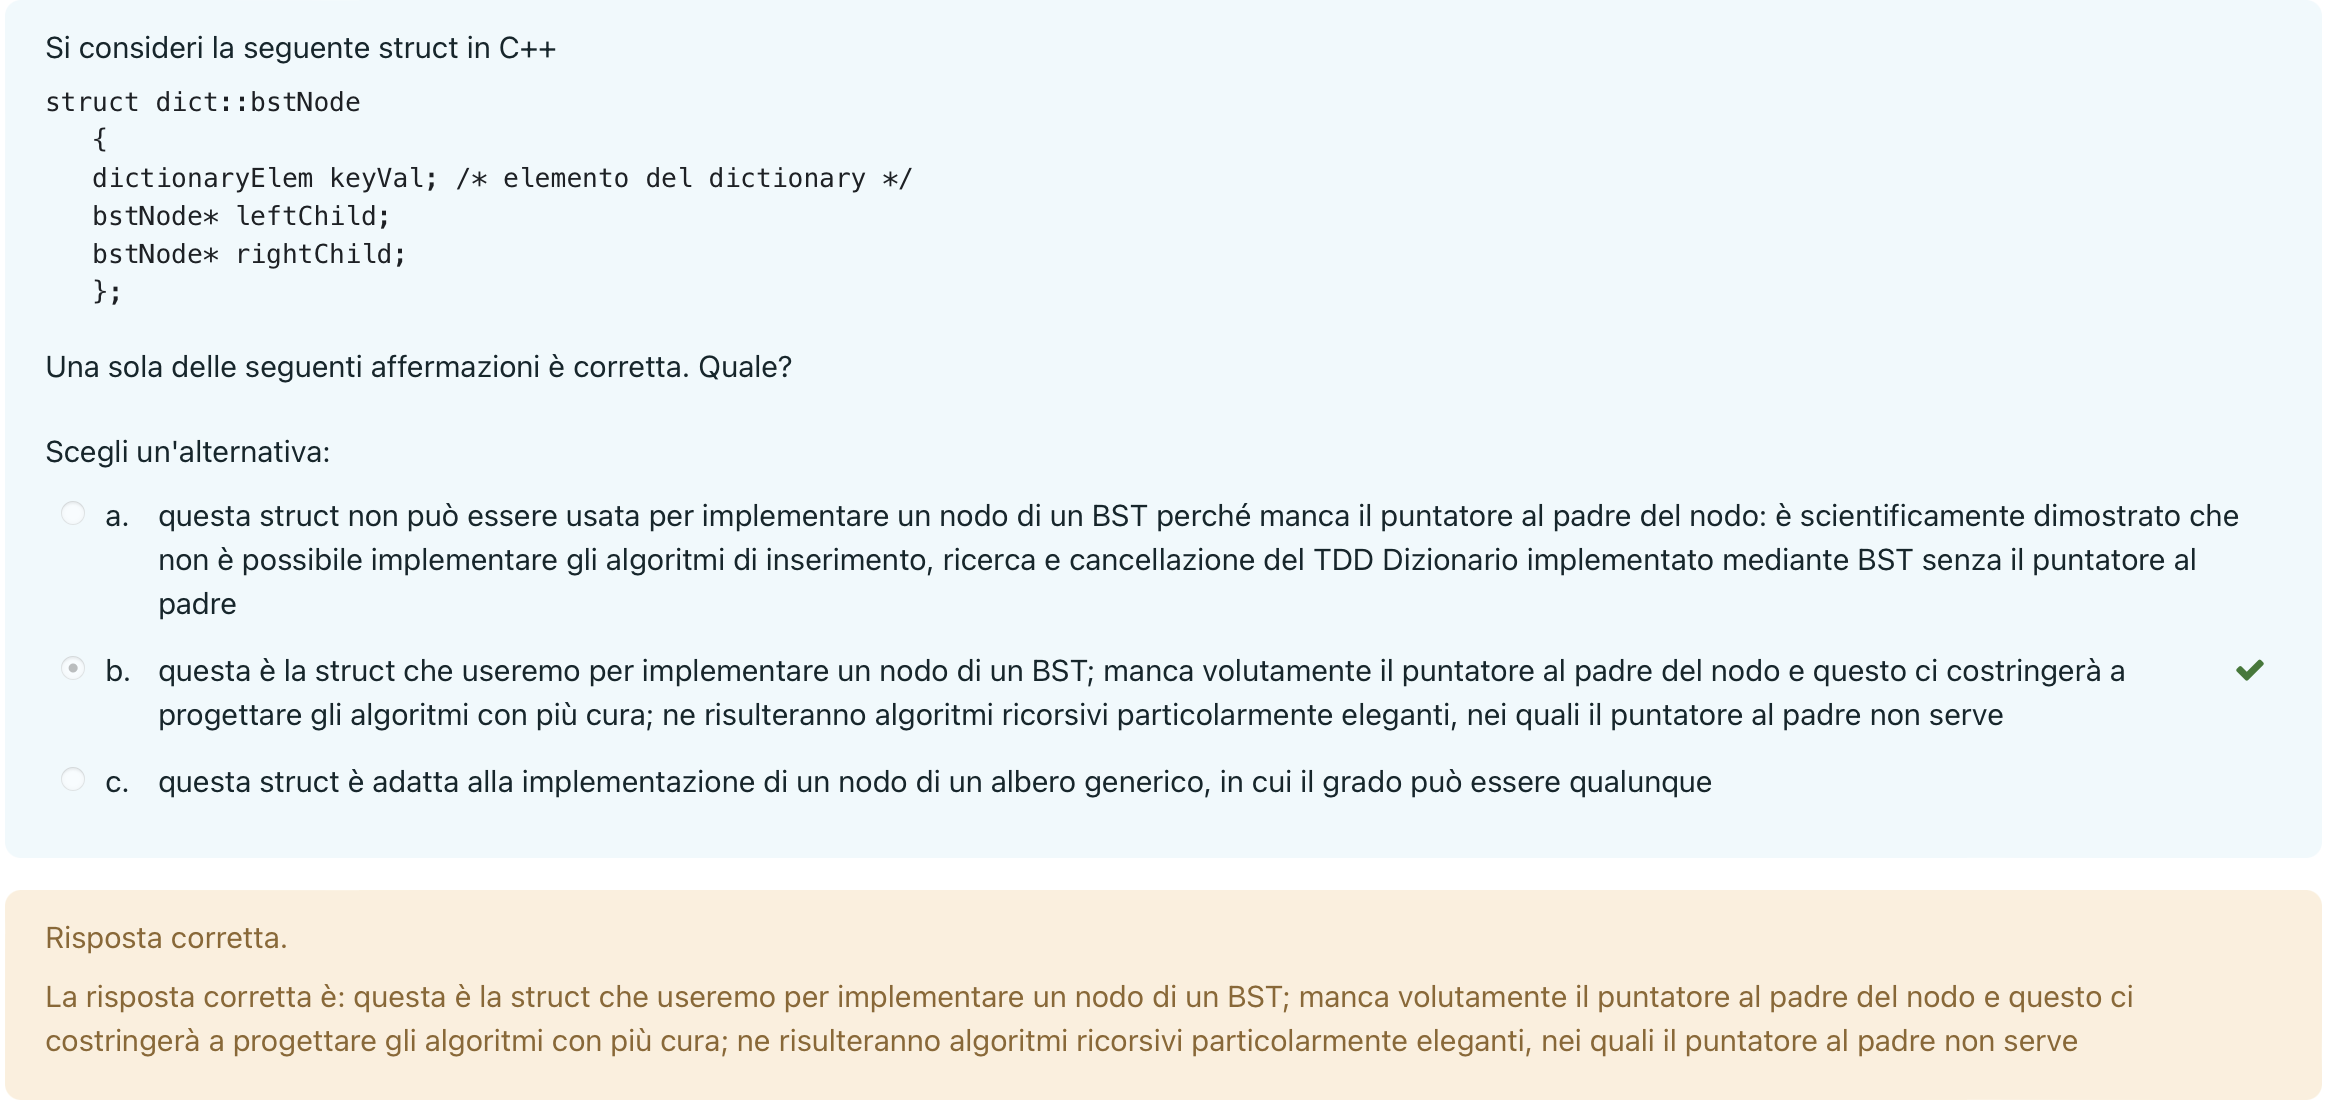 Si consideri la seguente struct in C++
struct dict::bstNode
{
dictionaryElem keyVal; /* elemento del dictionary */
bstNode* leftChild;
bstNode* rightChild;
};
Una sola delle seguenti affermazioni è corretta. Quale?
Scegli un'alternativa:
a. questa struct non può essere usata per implementare un nodo di un BST perché manca il puntatore al padre del nodo: è scientificamente dimostrato che
non è possibile implementare gli algoritmi di inserimento, ricerca e cancellazione del TDD Dizionario implementato mediante BST senza il puntatore al
padre
b. questa è la struct che useremo per implementare un nodo di un BST; manca volutamente il puntatore al padre del nodo e questo ci costringerà a
progettare gli algoritmi con più cura; ne risulteranno algoritmi ricorsivi particolarmente eleganti, nei quali il puntatore al padre non serve
c. questa struct è adatta alla implementazione di un nodo di un albero generico, in cui il grado può essere qualunque
Risposta corretta.
La risposta corretta è: questa è la struct che useremo per implementare un nodo di un BST; manca volutamente il puntatore al padre del nodo e questo ci
costringerà a progettare gli algoritmi con più cura; ne risulteranno algoritmi ricorsivi particolarmente eleganti, nei quali il puntatore al padre non serve